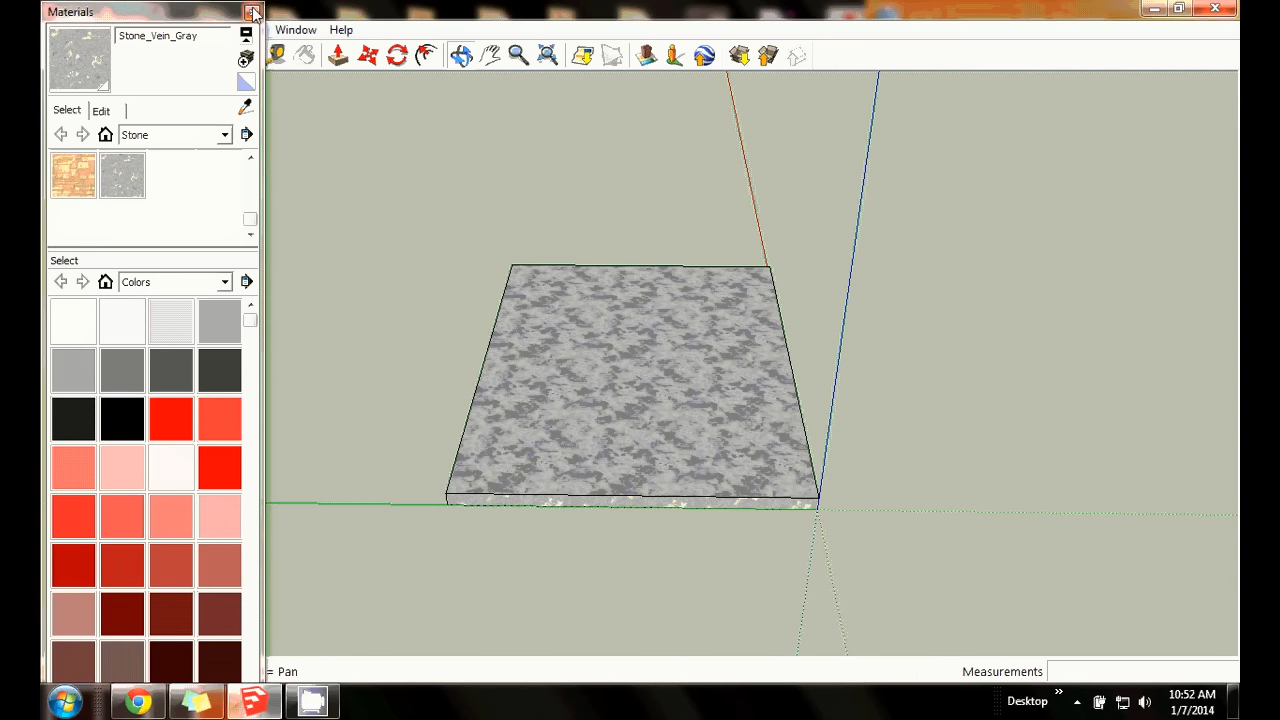 Materials
Stone_Vein_Gray
Window Help
Select Edit
Stone
Select
Colors
= Pan
Measurements
Desktop
10:52 AM
1/7/2014